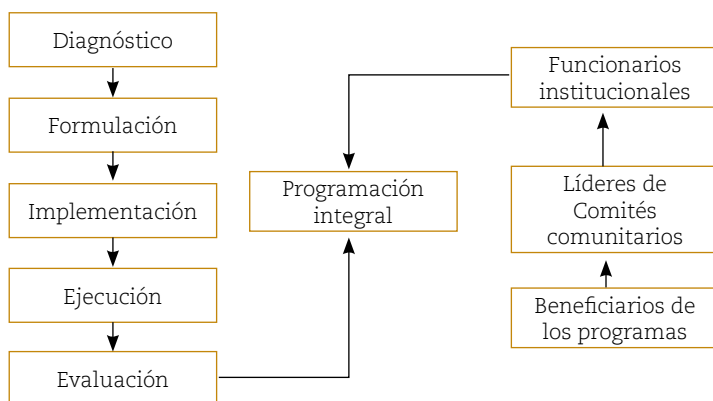 Diagnóstico
Formulación
Implementación
Ejecución
Evaluación
Programación
integral
Funcionarios
institucionales
Líderes de
Comités
comunitarios
Beneficiarios de
los programas